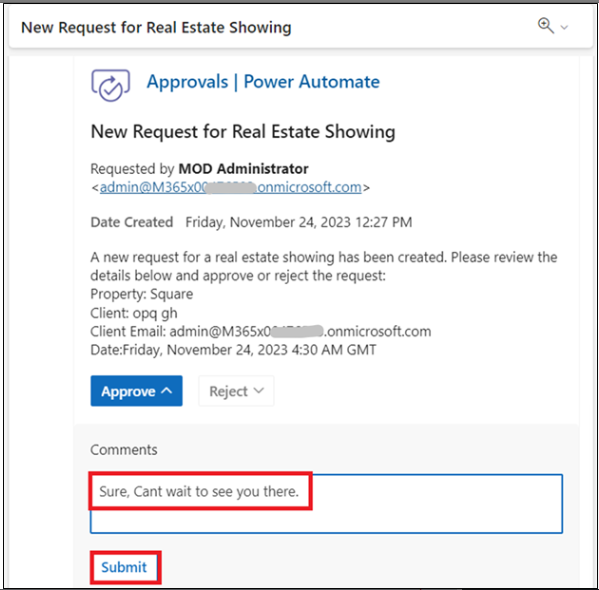 New Request for Real Estate Showing
Approvals | Power Automate
New Request for Real Estate Showing
Requested by MOD Administrator
<admin@M365x00 .onmicrosoft.com>
Date Created Friday, November 24, 2023 12:27 PM
A new request for a real estate showing has been created. Please review the
details below and approve or reject the request:
Property: Square
Client: opq gh
Client Email: admin@M365x0 .onmicrosoft.com
Date:Friday, November 24, 2023 4:30 AM GMT
Approve
Reject
Comments
Sure, Cant wait to see you there.
Submit